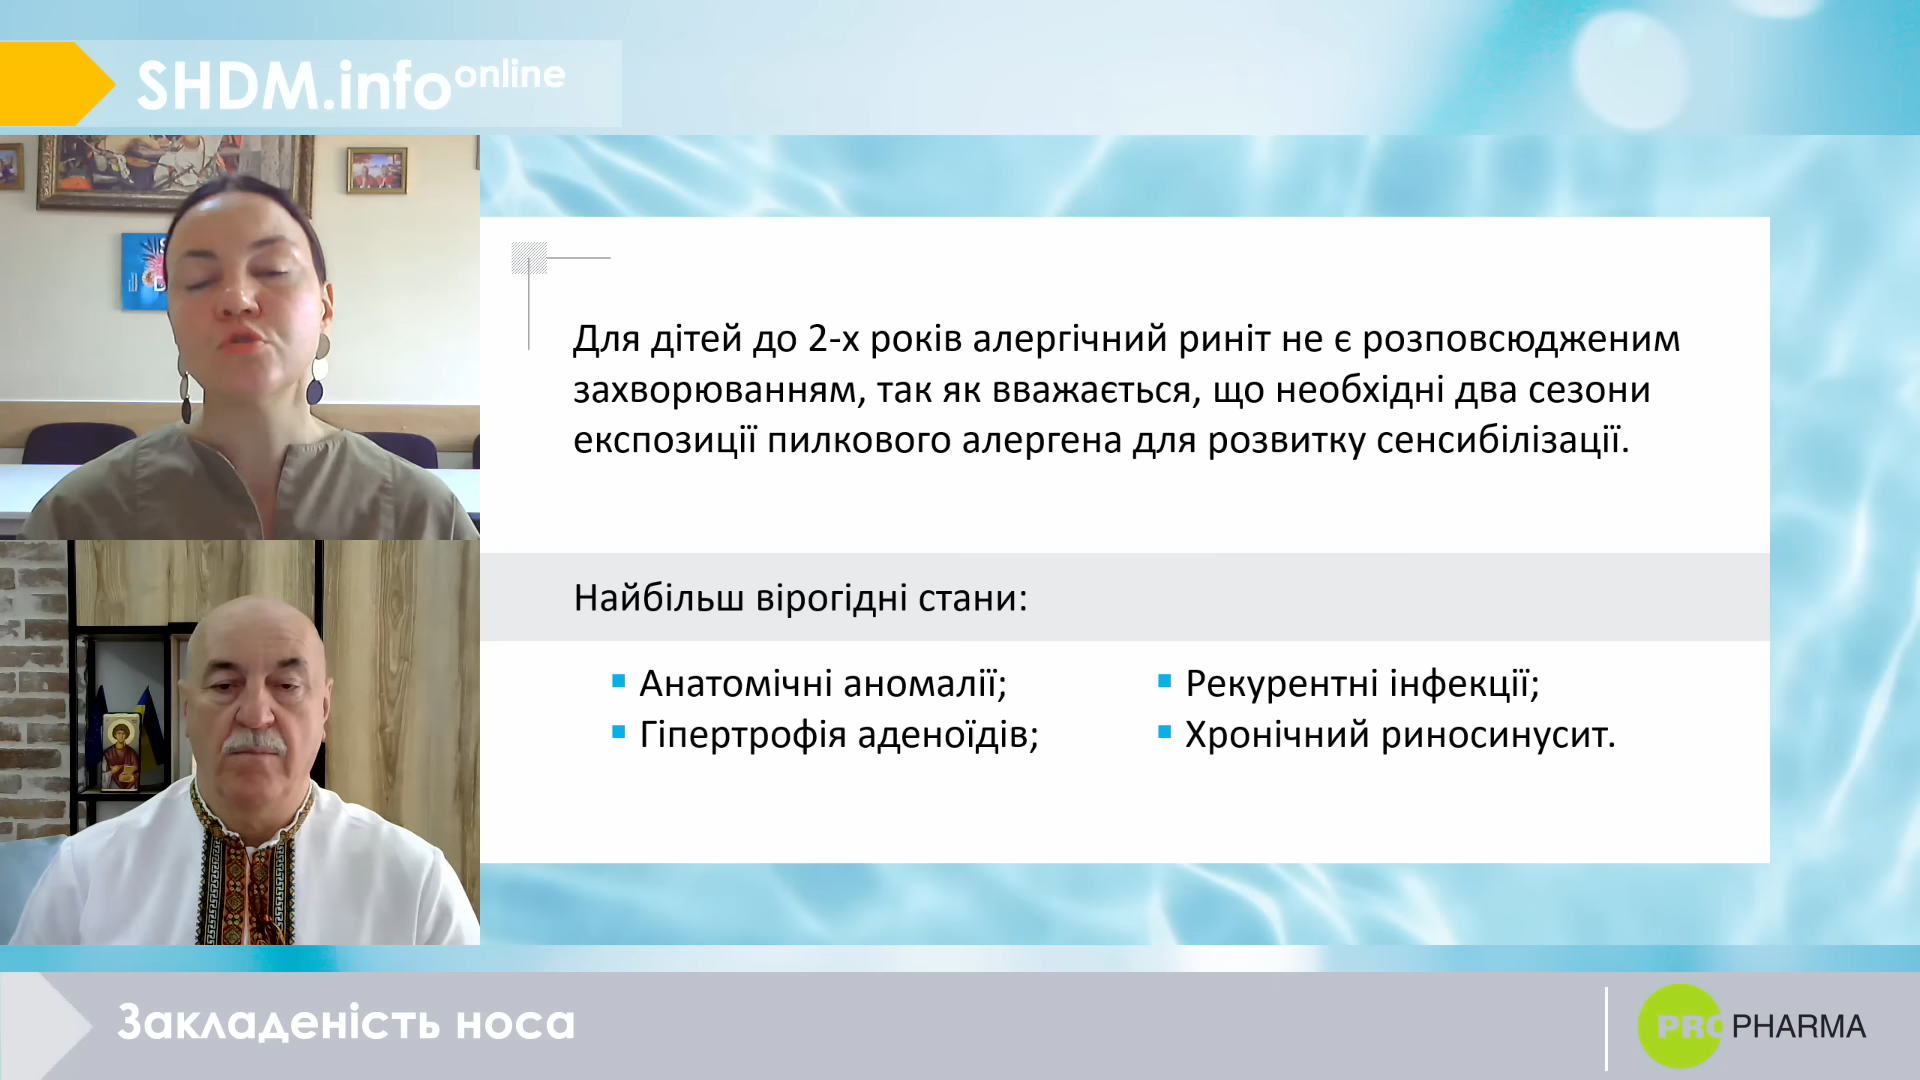 SHDM.info online
Для дітей до 2-х років алергічний риніт не є розповсюдженим
захворюванням, так як вважається, що необхідні два сезони
експозиції пилкового алергена для розвитку сенсибілізації.
Найбільш вірогідні стани:
Анатомічні аномалії;
Гіпертрофія аденоїдів;
Рекурентні інфекції;
Хронічний риносинусит.
Закладеність носа
PRO PHARMA